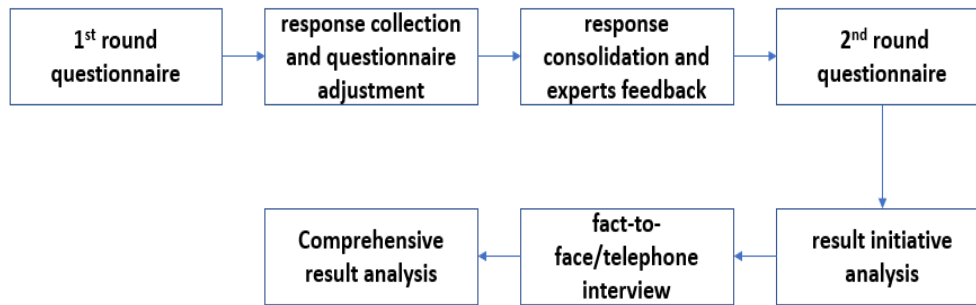 1st round
questionnaire
response collection
and questionnaire
adjustment
response
consolidation and
experts feedback
2nd round
questionnaire
result initiative
analysis
fact-to-
face/telephone
interview
Comprehensive
result analysis